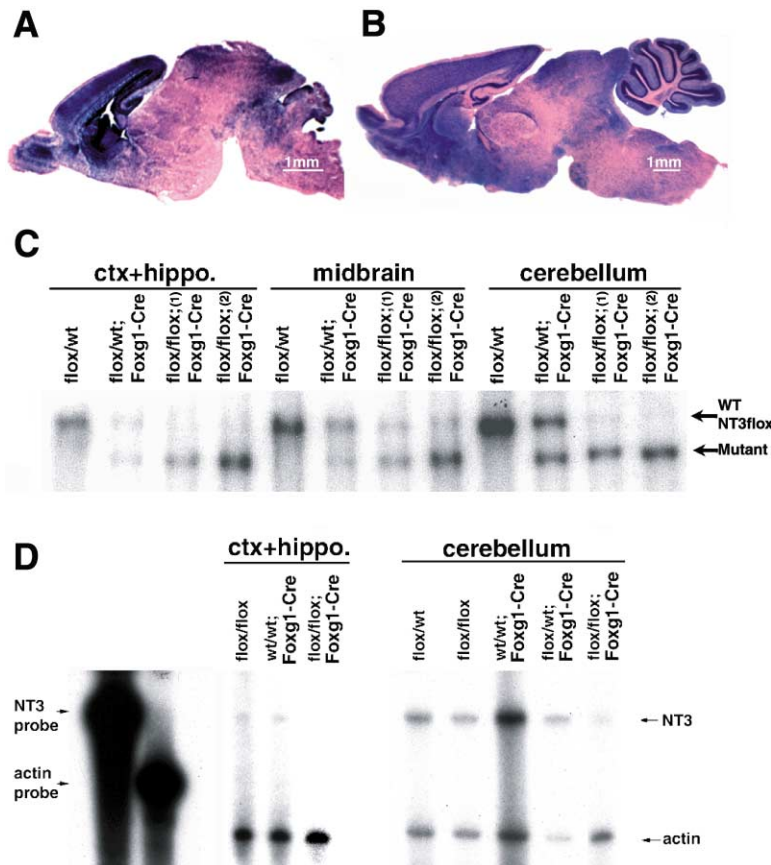 A
B
1mm
1mm
C
ctx+hippo.
midbrain
cerebellum
flox/wt
flox/wt;
Foxg1-Cre
flox/flox;(1)
Foxg1-Cre
flox/flox;(2)
Foxg1-Cre
flox/wt
flox/wt;
Foxg1-Cre
flox/flox;(1)
Foxg1-Cre
flox/flox;(2)
Foxg1-Cre
flox/wt
flox/wt;
Foxg1-Cre
flox/flox;(1)
Foxg1-Cre
flox/flox;(2)
Foxg1-Cre
WT
NT3flox
Mutant
D
ctx+hippo.
cerebellum
flox/flox
wt/wt;
Foxg1-Cre
flox/flox;
Foxg1-Cre
flox/wt
flox/flox
wt/wt;
Foxg1-Cre
flox/wt;
Foxg1-Cre
flox/flox;
Foxg1-Cre
NT3
probe
actin
probe
NT3
actin